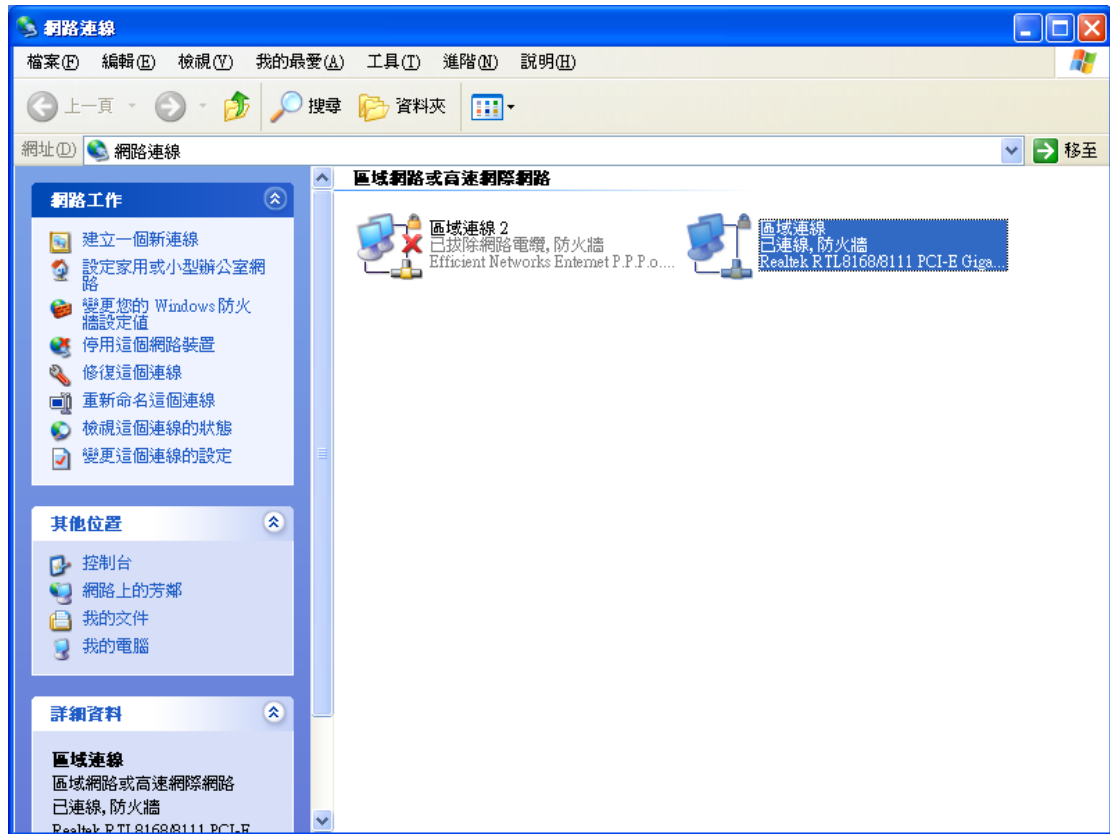 網路連線
檔案(F) 編輯(E) 檢視(V) 我的最愛(A) 工具(T) 進階(N) 說明(H)
上一頁 搜尋 資料夾
網址(D) 網路連線 移至
網路工作
建立一個新連線
設定家用或小型辦公室網
路
變更您的 Windows 防火
牆設定值
停用這個網路裝置
修復這個連線
重新命名這個連線
檢視這個連線的狀態
變更這個連線的設定
其他位置
控制台
網路上的芳鄰
我的文件
我的電腦
詳細資料
區域連線
區域網路或高速網際網路
已連線, 防火牆
Realtek RTL8168/8111 PCI-E
區域網路或高速網際網路
區域連線 2
已拔除網路電纜, 防火牆
Efficient Networks Enternet P.P.P.o....
區域連線
已連線, 防火牆
Realtek RTL8168/8111 PCI-E Giga...